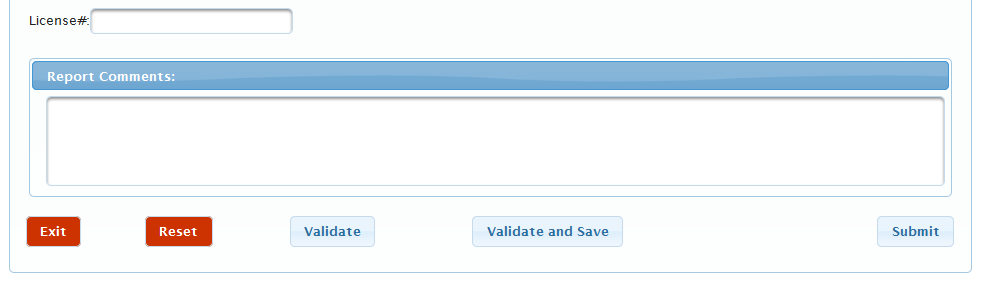 License#:
Report Comments:
Exit Reset Validate Validate and Save Submit